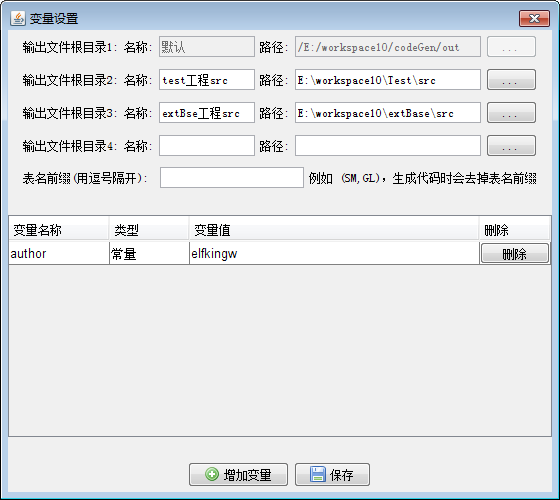 变量设置
输出文件根目录1: 名称: 默认 路径: /E:/workspace10/codeGen/out ...
输出文件根目录2: 名称: test工程src 路径: E:\workspace10\Test\src ...
输出文件根目录3: 名称: extBse工程src 路径: E:\workspace10\extBase\src ...
输出文件根目录4: 名称: 路径: ...
表名前缀(用逗号隔开): 例如 (SM,GL)，生成代码时会去掉表名前缀
变量名称 类型 变量值 删除
author 常量 elfkingw 删除
增加变量 保存